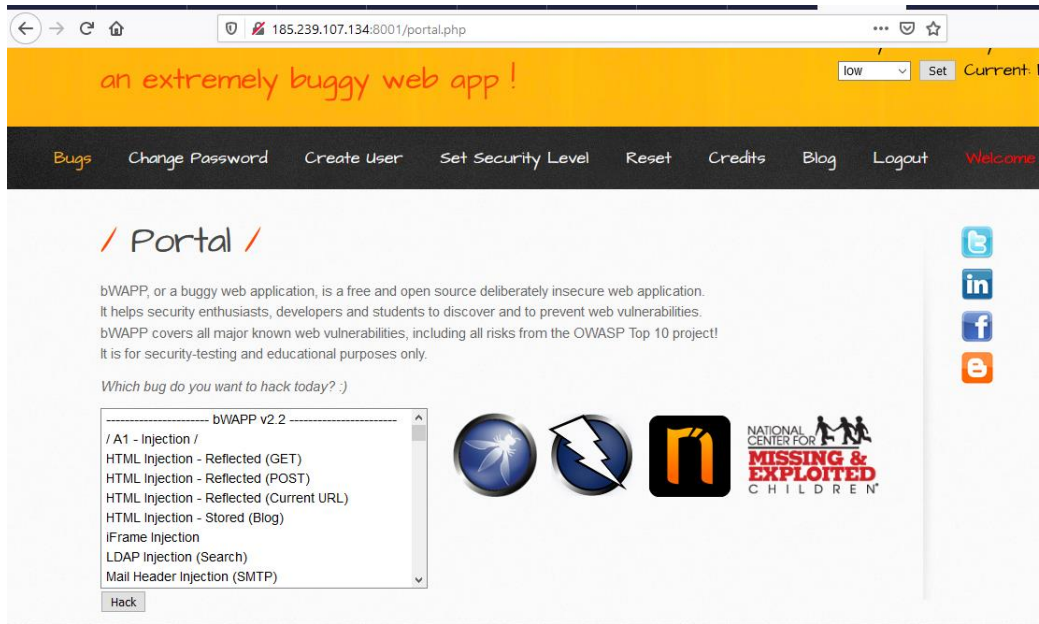 185.239.107.134:8001/portal.php
an extremely buggy web app !
low Set Current:
Bugs Change Password Create User Set Security Level Reset Credits Blog Logout Welcome
/ Portal /
bWAPP, or a buggy web application, is a free and open source deliberately insecure web application.
It helps security enthusiasts, developers and students to discover and to prevent web vulnerabilities.
bWAPP covers all major known web vulnerabilities, including all risks from the OWASP Top 10 project!
It is for security-testing and educational purposes only.
Which bug do you want to hack today? :)
---------------------- bWAPP v2.2 -----------------------
/ A1 - Injection /
HTML Injection - Reflected (GET)
HTML Injection - Reflected (POST)
HTML Injection - Reflected (Current URL)
HTML Injection - Stored (Blog)
iFrame Injection
LDAP Injection (Search)
Mail Header Injection (SMTP)
Hack
NATIONAL
CENTER FOR
MISSING &
EXPLOITED
CHILDREN